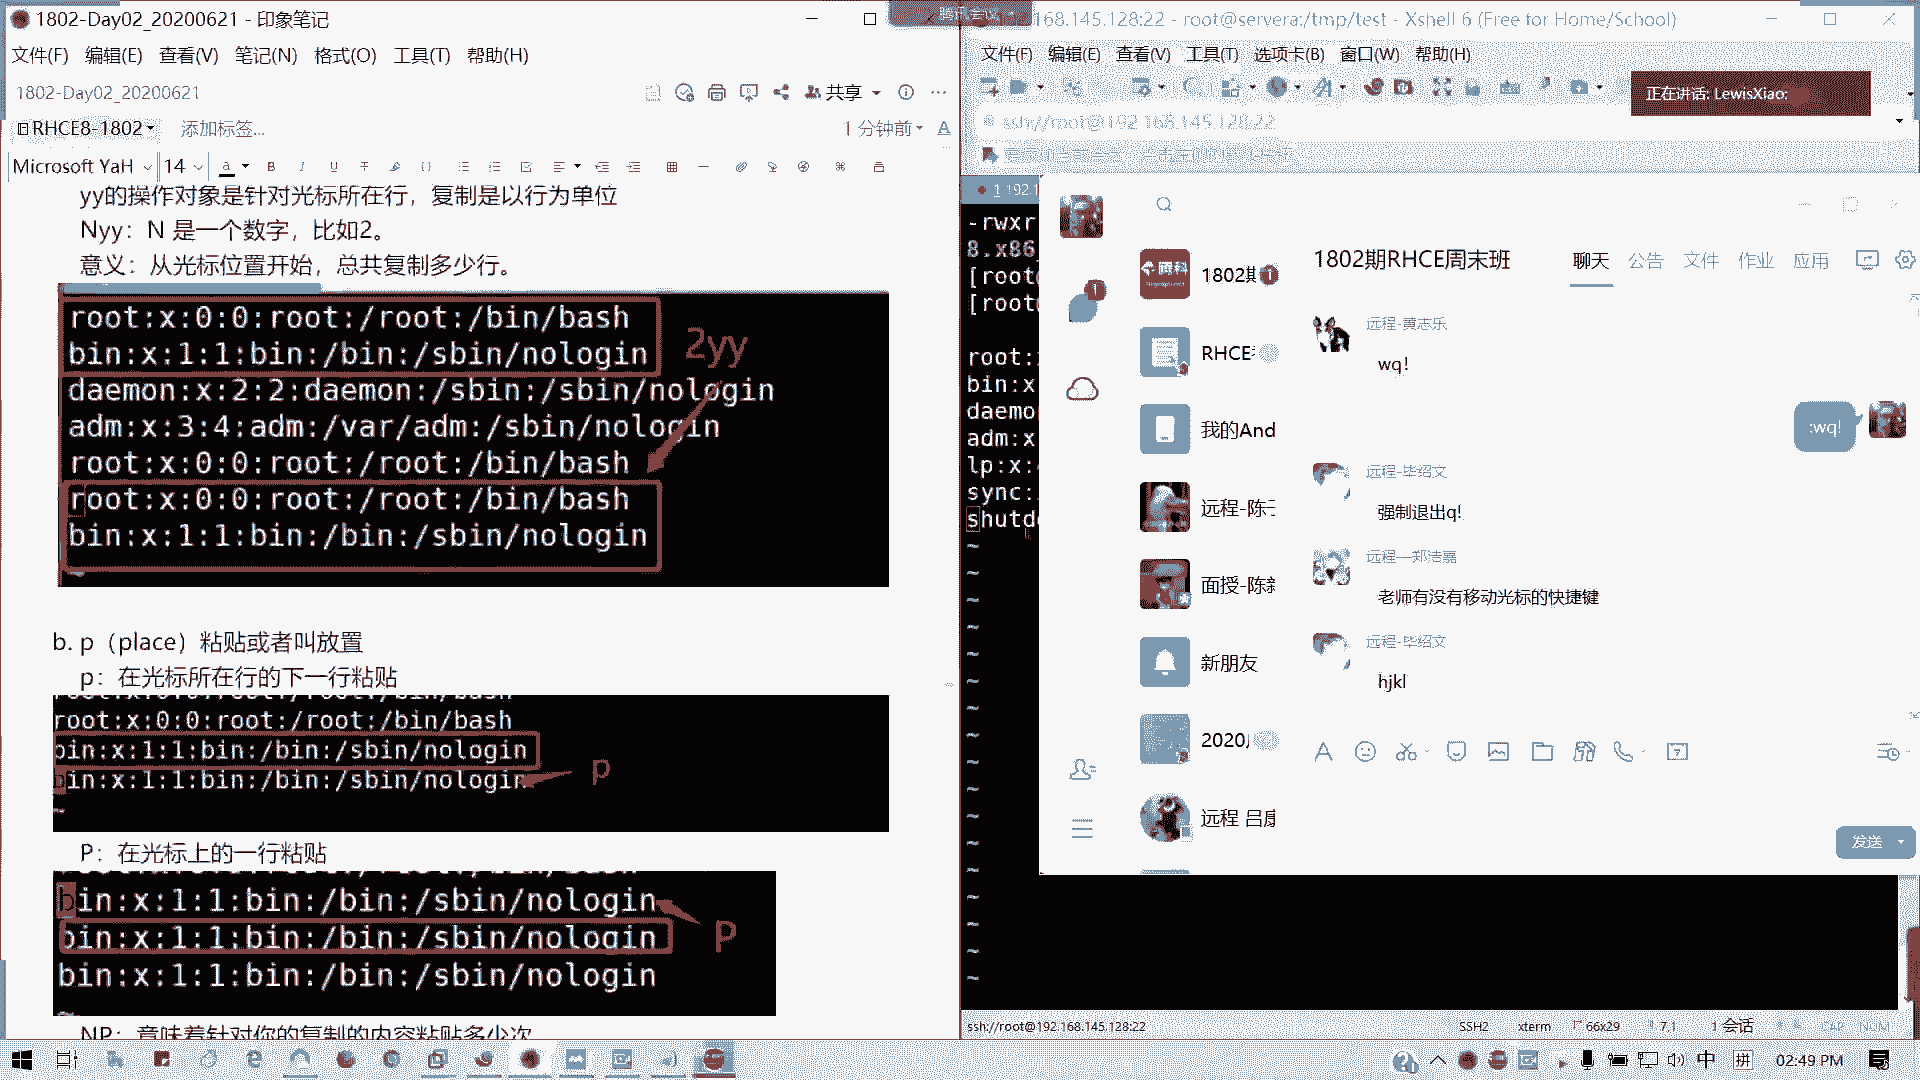 1802-Day02_20200621 - 印象笔记
文件(F) 编辑(E) 查看(V) 笔记(N) 格式(O) 工具(T) 帮助(H)
1802-Day02_20200621
共享
RHCE8-1802
添加标签...
1 分钟前
Microsoft YaH 14
yy的操作对象是针对光标所在行，复制是以行为单位
Nyy：N 是一个数字，比如2。
意义：从光标位置开始，总共复制多少行。
root:x:0:0:root:/root:/bin/bash
bin:x:1:1:bin:/bin:/sbin/nologin
2yy
daemon:x:2:2:daemon:/sbin:/sbin/nologin
adm:x:3:4:adm:/var/adm:/sbin/nologin
root:x:0:0:root:/root:/bin/bash
root:x:0:0:root:/root:/bin/bash
bin:x:1:1:bin:/bin:/sbin/nologin
b. p（place）粘贴或者叫放置
p：在光标所在行的下一行粘贴
root:x:0:0:root:/root:/bin/bash
bin:x:1:1:bin:/bin:/sbin/nologin
bin:x:1:1:bin:/bin:/sbin/nologin
p
~
P：在光标上的一行粘贴
bin:x:1:1:bin:/bin:/sbin/nologin
bin:x:1:1:bin:/bin:/sbin/nologin
P
bin:x:1:1:bin:/bin:/sbin/nologin
NP：意味着针对你的复制的内容粘贴多少次
腾讯会议
.168.145.128:22 - root@servera:/tmp/test - Xshell 6 (Free for Home/School)
文件(F) 编辑(E) 查看(V) 工具(T) 选项卡(B) 窗口(W) 帮助(H)
正在讲话: LewisXiao:
ssh://root@192.168.145.128:22
1 192.1
-rwxr
8.x86
[root
[root
root:
bin:x
daemo
adm:x
lp:x:
sync:
shutd
1802期RHCE周末班
聊天 公告 文件 作业 应用
1802期
RHCE
我的And
远程-陈
面授-陈
新朋友
2020
远程 吕
远程-黄志乐
wq!
:wq!
远程-毕绍文
强制退出q!
远程—郑洁嘉
老师有没有移动光标的快捷键
远程-毕绍文
hjkl
发送
ssh://root@192.168.145.128:22
SSH2 xterm 66x29 7,1 1 会话 CAP NUM
中 拼 02:49 PM